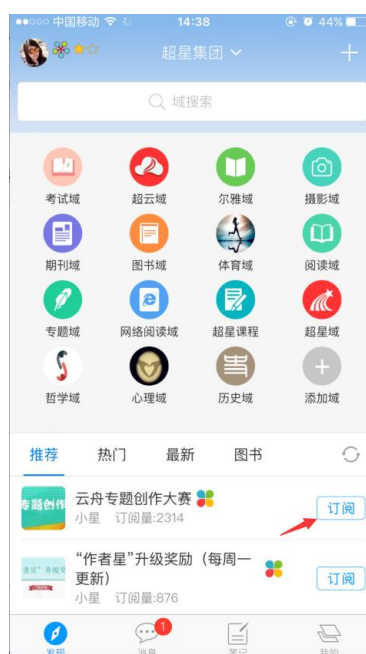 中国移动 14:38 44%
超星集团
域搜索
考试域 超云域 尔雅域 摄影域
期刊域 图书域 体育域 阅读域
专题域 网络阅读域 超星课程 超星域
哲学域 心理域 历史域 添加域
推荐 热门 最新 图书
专题创作
云舟专题创作大赛
小星 订阅量:2314
订阅
“作者星”升级奖励（每周一
更新）
小星 订阅量:876
订阅
1
发现 消息 笔记 我的